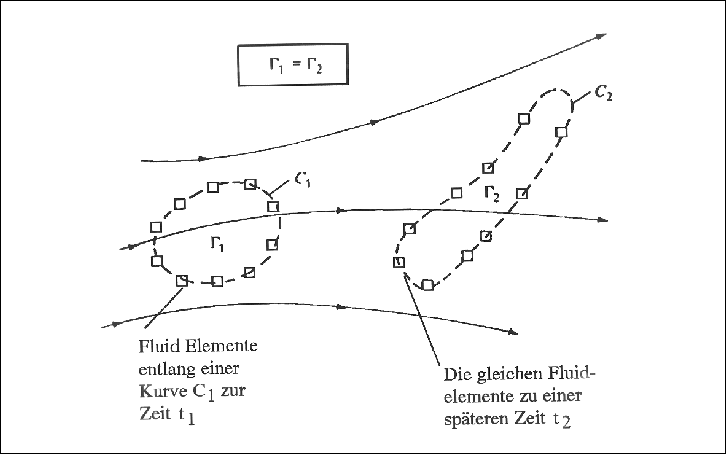 Γ₁ = Γ₂
C₂
C₁
Γ₂
Γ₁
Fluid Elemente
entlang einer
Kurve C₁ zur
Zeit t₁
Die gleichen Fluid-
elemente zu einer
späteren Zeit t₂